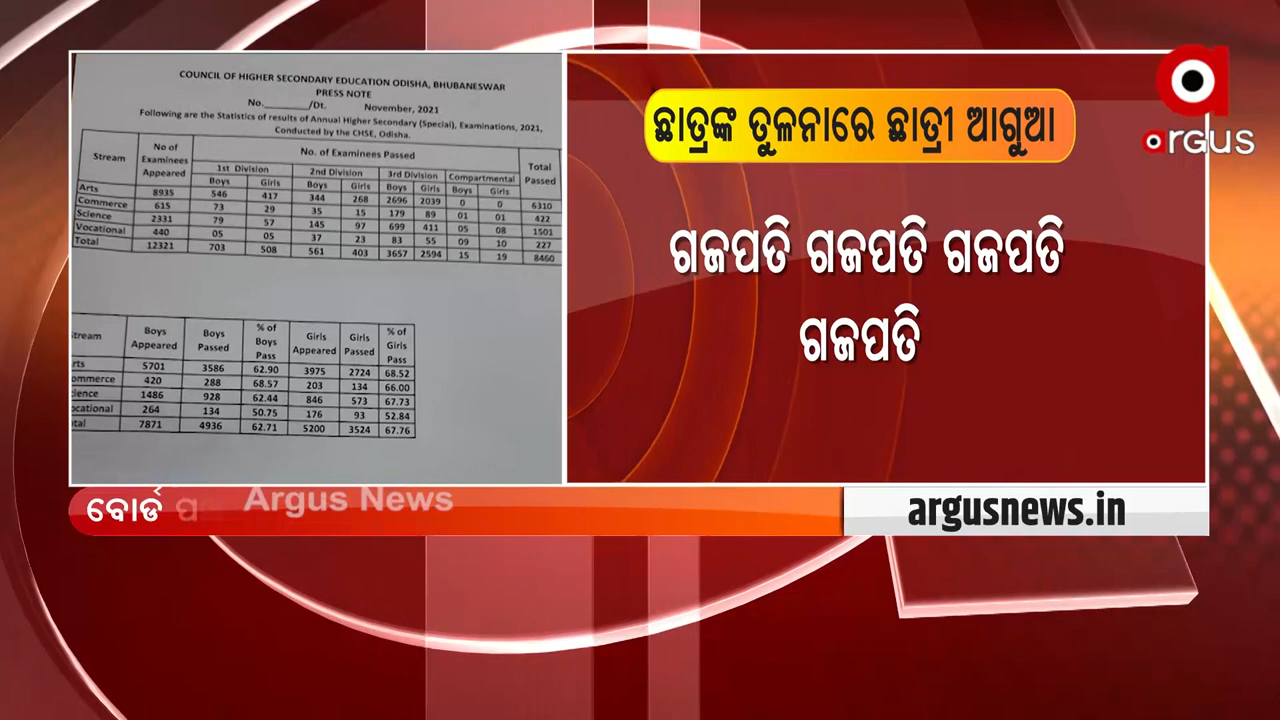 COUNCIL OF HIGHER SECONDARY EDUCATION ODISHA, BHUBANESWAR
PRESS NOTE
No._______/Dt. November, 2021
Following are the Statistics of results of Annual Higher Secondary (Special), Examinations, 2021,
Conducted by the CHSE, Odisha.
Stream No of Examinees Appeared No. of Examinees Passed Total Passed
1st Division 2nd Division 3rd Division Compartmental
Boys Girls Boys Girls Boys Girls Boys Girls
Arts 8935 546 417 344 268 2696 2039 0 0 6310
Commerce 615 73 29 35 15 179 89 01 01 422
Science 2331 79 57 145 97 699 411 05 08 1501
Vocational 440 05 05 37 23 83 55 09 10 227
Total 12321 703 508 561 403 3657 2594 15 19 8460
tream Boys Appeared Boys Passed % of Boys Pass Girls Appeared Girls Passed % of Girls Pass
rts 5701 3586 62.90 3975 2724 68.52
ommerce 420 288 68.57 203 134 66.00
ience 1486 928 62.44 846 573 67.73
ocational 264 134 50.75 176 93 52.84
tal 7871 4936 62.71 5200 3524 67.76
ଛାତ୍ରଙ୍କ ତୁଳନାରେ ଛାତ୍ରୀ ଆଗୁଆ
ଗଜପତି ଗଜପତି ଗଜପତି
ଗଜପତି
argus
ବୋର୍ଡ ପ
Argus News
argusnews.in